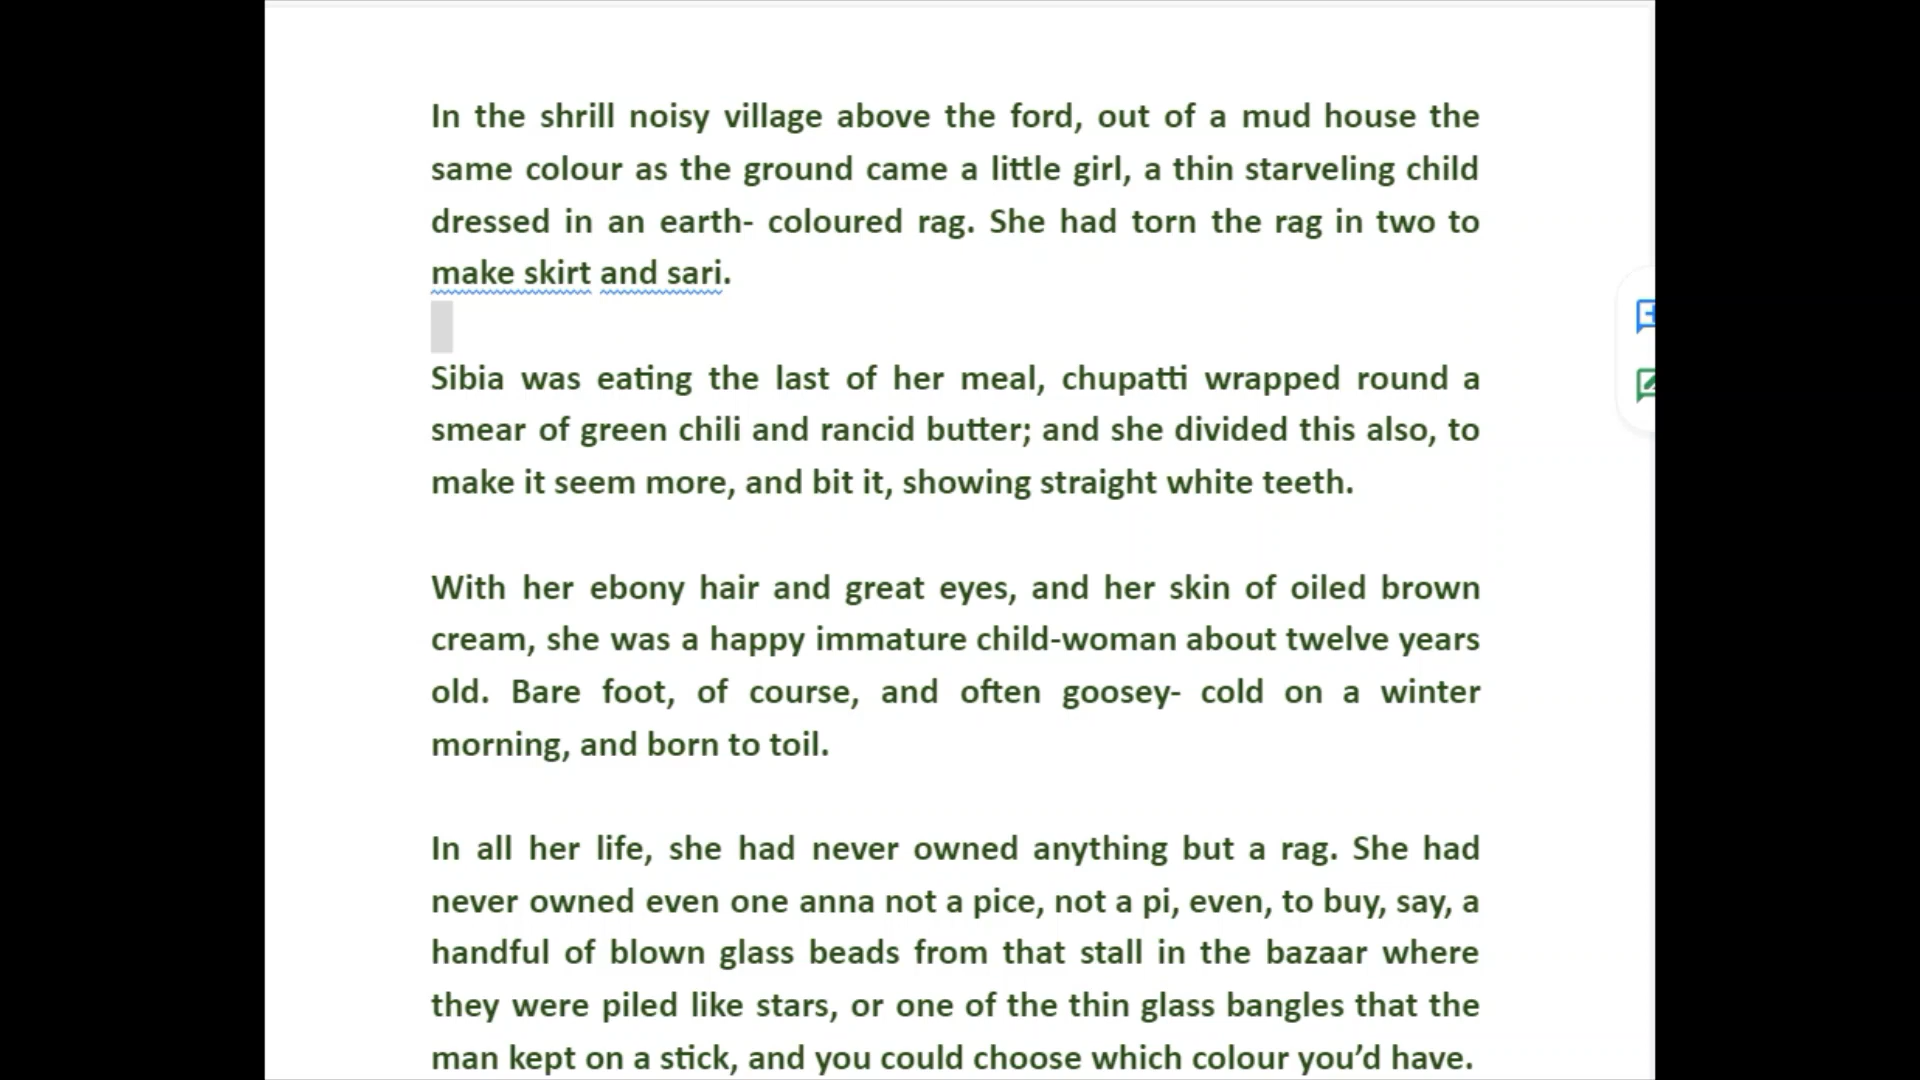 In the shrill noisy village above the ford, out of a mud house the
same colour as the ground came a little girl, a thin starveling child
dressed in an earth- coloured rag. She had torn the rag in two to
make skirt and sari.
Sibia was eating the last of her meal, chupatti wrapped round a
smear of green chili and rancid butter; and she divided this also, to
make it seem more, and bit it, showing straight white teeth.
With her ebony hair and great eyes, and her skin of oiled brown
cream, she was a happy immature child-woman about twelve years
old. Bare foot, of course, and often goosey- cold on a winter
morning, and born to toil.
In all her life, she had never owned anything but a rag. She had
never owned even one anna not a pice, not a pi, even, to buy, say, a
handful of blown glass beads from that stall in the bazaar where
they were piled like stars, or one of the thin glass bangles that the
man kept on a stick, and you could choose which colour you’d have.